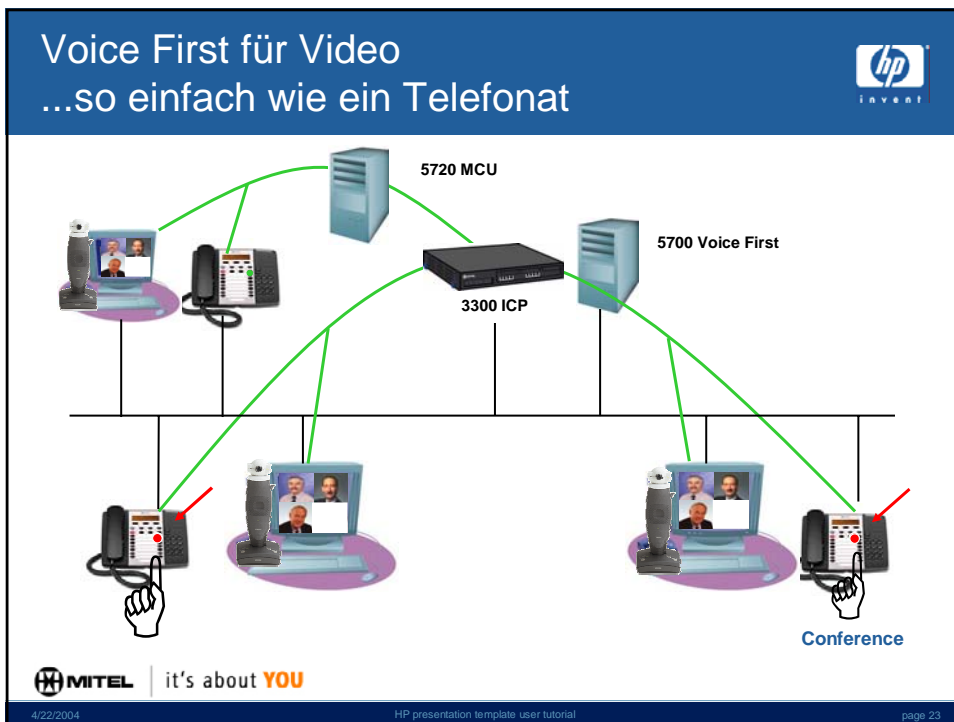 Voice First für Video
...so einfach wie ein Telefonat
hp
invent
5720 MCU
5700 Voice First
3300 ICP
Conference
MITEL it's about YOU
4/22/2004 HP presentation template user tutorial page 23